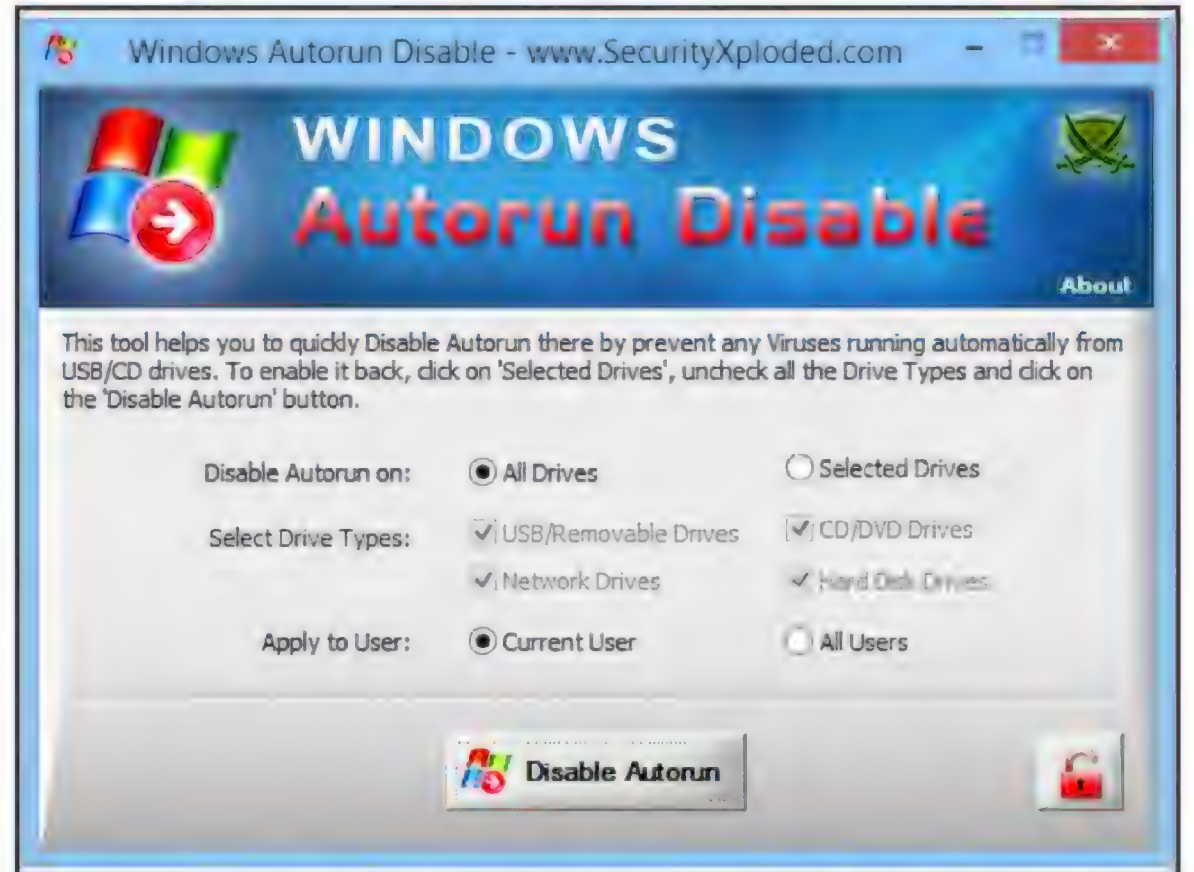 Windows Autorun Disable - www.SecurityXploded.com
WINDOWS
Autorun Disable
About
This tool helps you to quickly Disable Autorun there by prevent any Viruses running automatically from
USB/CD drives. To enable it back, click on 'Selected Drives', uncheck all the Drive Types and click on
the 'Disable Autorun' button.
Disable Autorun on: All Drives Selected Drives
Select Drive Types: USB/Removable Drives CD/DVD Drives
Network Drives Hard Disk Drives
Apply to User: Current User All Users
Disable Autorun